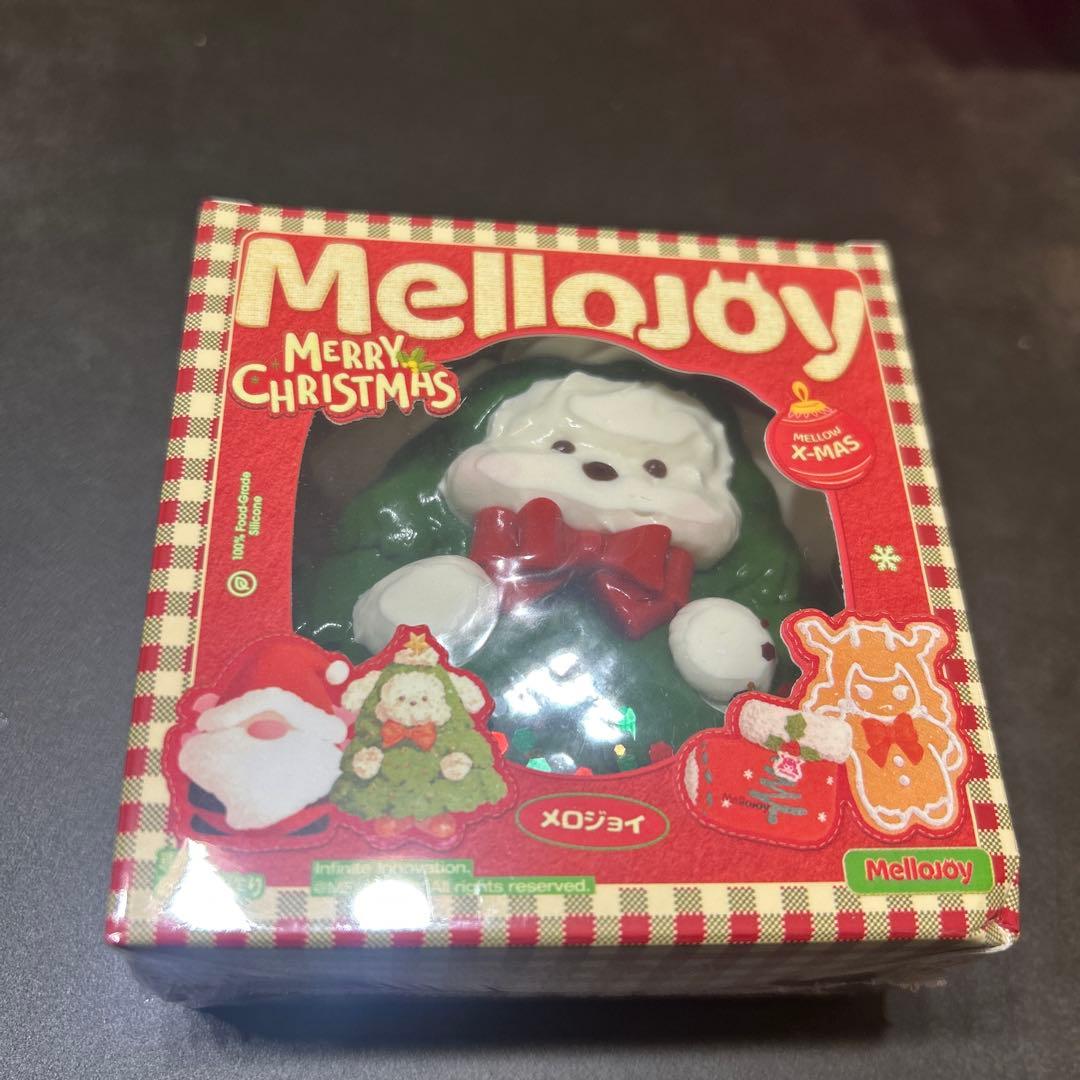 Mellojoy
MERRY
CHRISTMAS
MELLOW
X-MAS
100% Food-Grade
Silicone
Mellojoy
メロジョイ
Mellojoy
Infinite Innovation.
All rights reserved.